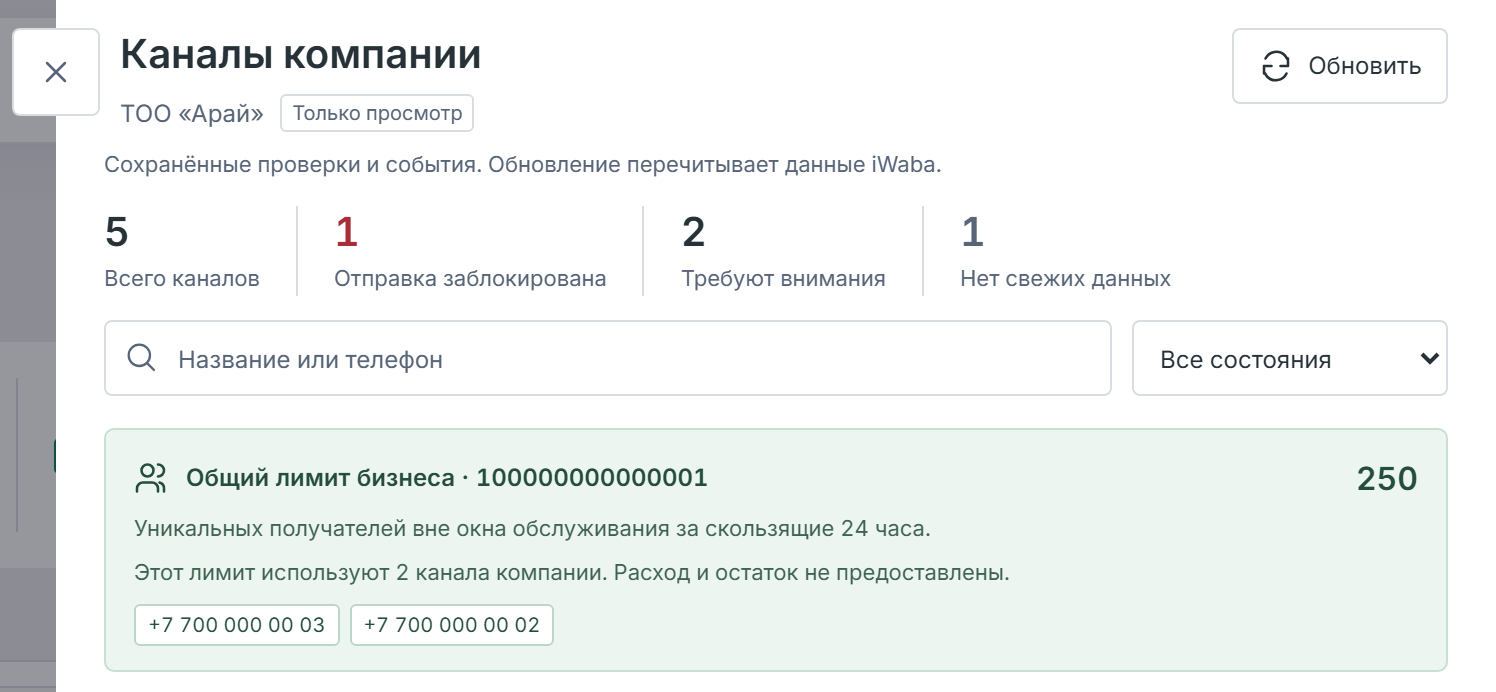 Каналы компании
Обновить
ТОО «Арай» Только просмотр
Сохранённые проверки и события. Обновление перечитывает данные iWaba.
5 1 2 1
Всего каналов Отправка заблокирована Требуют внимания Нет свежих данных
Название или телефон Все состояния
Общий лимит бизнеса · 100000000000001 250
Уникальных получателей вне окна обслуживания за скользящие 24 часа.
Этот лимит используют 2 канала компании. Расход и остаток не предоставлены.
+7 700 000 00 03 +7 700 000 00 02